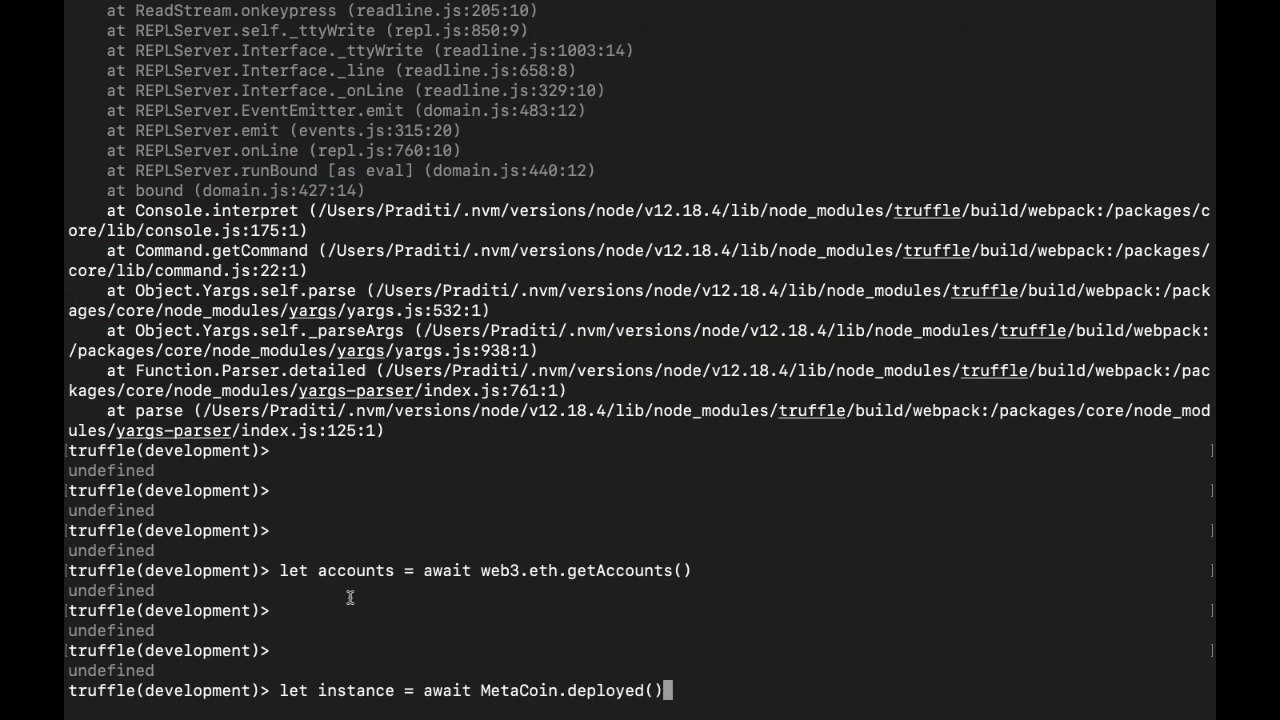 at ReadStream.onkeypress (readline.js:205:10)
at REPLServer.self._ttyWrite (repl.js:850:9)
at REPLServer.Interface._ttyWrite (readline.js:1003:14)
at REPLServer.Interface._line (readline.js:658:8)
at REPLServer.Interface._onLine (readline.js:329:10)
at REPLServer.EventEmitter.emit (domain.js:483:12)
at REPLServer.emit (events.js:315:20)
at REPLServer.onLine (repl.js:760:10)
at REPLServer.runBound [as eval] (domain.js:440:12)
at bound (domain.js:427:14)
at Console.interpret (/Users/Praditi/.nvm/versions/node/v12.18.4/lib/node_modules/truffle/build/webpack:/packages/c
ore/lib/console.js:175:1)
at Command.getCommand (/Users/Praditi/.nvm/versions/node/v12.18.4/lib/node_modules/truffle/build/webpack:/packages/
core/lib/command.js:22:1)
at Object.Yargs.self.parse (/Users/Praditi/.nvm/versions/node/v12.18.4/lib/node_modules/truffle/build/webpack:/pack
ages/core/node_modules/yargs/yargs.js:532:1)
at Object.Yargs.self._parseArgs (/Users/Praditi/.nvm/versions/node/v12.18.4/lib/node_modules/truffle/build/webpack:
/packages/core/node_modules/yargs/yargs.js:938:1)
at Function.Parser.detailed (/Users/Praditi/.nvm/versions/node/v12.18.4/lib/node_modules/truffle/build/webpack:/pac
kages/core/node_modules/yargs-parser/index.js:761:1)
at parse (/Users/Praditi/.nvm/versions/node/v12.18.4/lib/node_modules/truffle/build/webpack:/packages/core/node_mod
ules/yargs-parser/index.js:125:1)
[truffle(development)> ]
undefined
[truffle(development)> ]
undefined
[truffle(development)> ]
undefined
[truffle(development)> let accounts = await web3.eth.getAccounts() ]
undefined
[truffle(development)> ]
undefined
[truffle(development)> ]
undefined
truffle(development)> let instance = await MetaCoin.deployed()